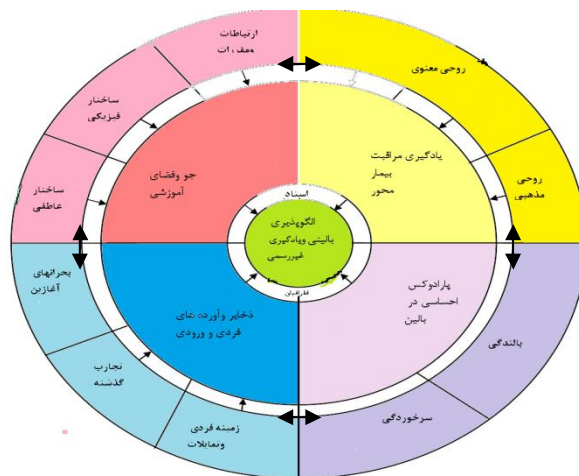 ارتباطات
ومقررات
روحی معنوی
ساختار
فیزیکی
ساختار
عاطفی
جو وفضای
آموزشی
یادگیری مراقبت
بیمار
محور
روحی
مذهبی
اساتید
الگوپذیری
بالینی ویادگیری
غیررسمی
بحرانهای
آغازین
ذخایر وآورده های
فردی و ورودی
پارادوکس
احساسی در
بالین
تجارب
گذشته
بالندگی
زمینه فردی
وتمایلات
سرخوردگی